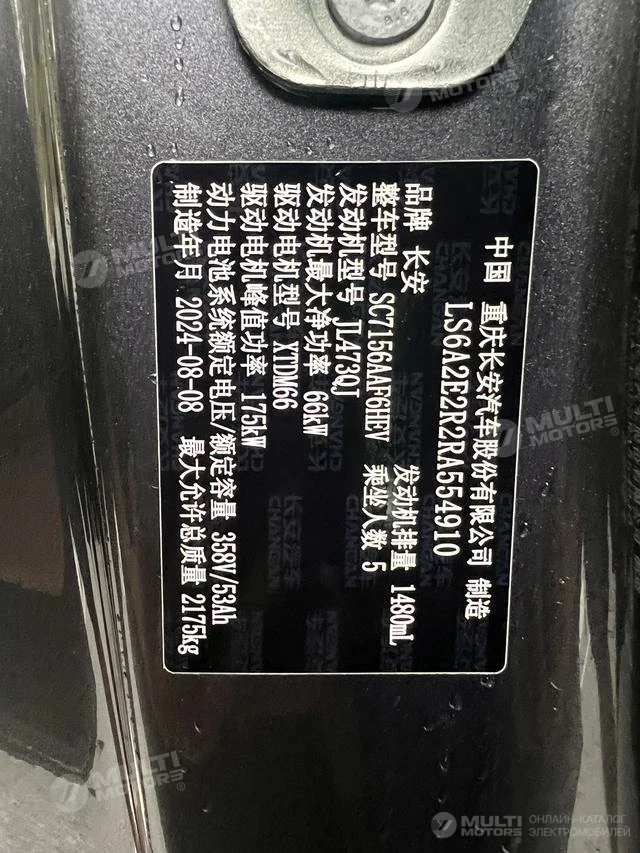 中国 重庆长安汽车股份有限公司 制造
LS6A2E2R2RA554910
品牌 长安
整车型号 SC7156AAF6HEV 乘坐人数 5
发动机型号 JL473QJ 发动机排量 1480mL
发动机最大净功率 66kW
驱动电机型号 XTDM66
驱动电机峰值功率 175kW
动力电池系统额定电压/额定容量 358V/53Ah
制造年月 2024-08-08 最大允许总质量 2175kg
MULTI MOTORS®
ОНЛАЙН-КАТАЛОГ
ЭЛЕКТРОМОБИЛЕЙ